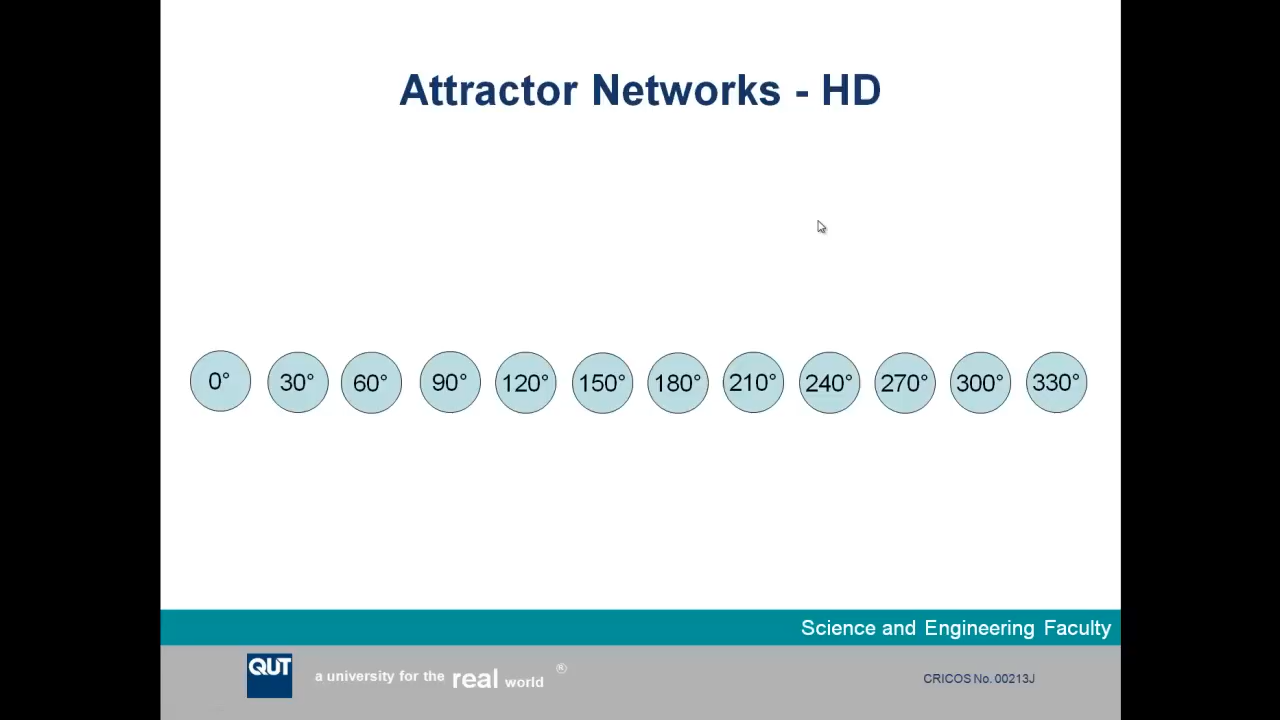 Attractor Networks - HD
0° 30° 60° 90° 120° 150° 180° 210° 240° 270° 300° 330°
Science and Engineering Faculty
QUT a university for the real world ® CRICOS No. 00213J